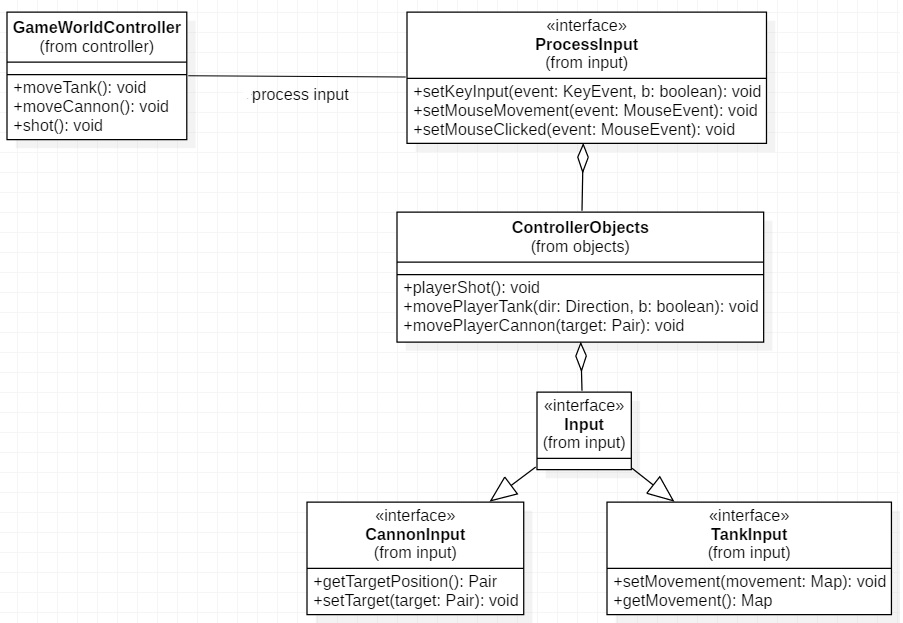 GameWorldController
(from controller)
+moveTank(): void
+moveCannon(): void
+shot(): void
process input
«interface»
ProcessInput
(from input)
+setKeyInput(event: KeyEvent, b: boolean): void
+setMouseMovement(event: MouseEvent): void
+setMouseClicked(event: MouseEvent): void
ControllerObjects
(from objects)
+playerShot(): void
+movePlayerTank(dir: Direction, b: boolean): void
+movePlayerCannon(target: Pair): void
«interface»
Input
(from input)
«interface»
CannonInput
(from input)
+getTargetPosition(): Pair
+setTarget(target: Pair): void
«interface»
TankInput
(from input)
+setMovement(movement: Map): void
+getMovement(): Map